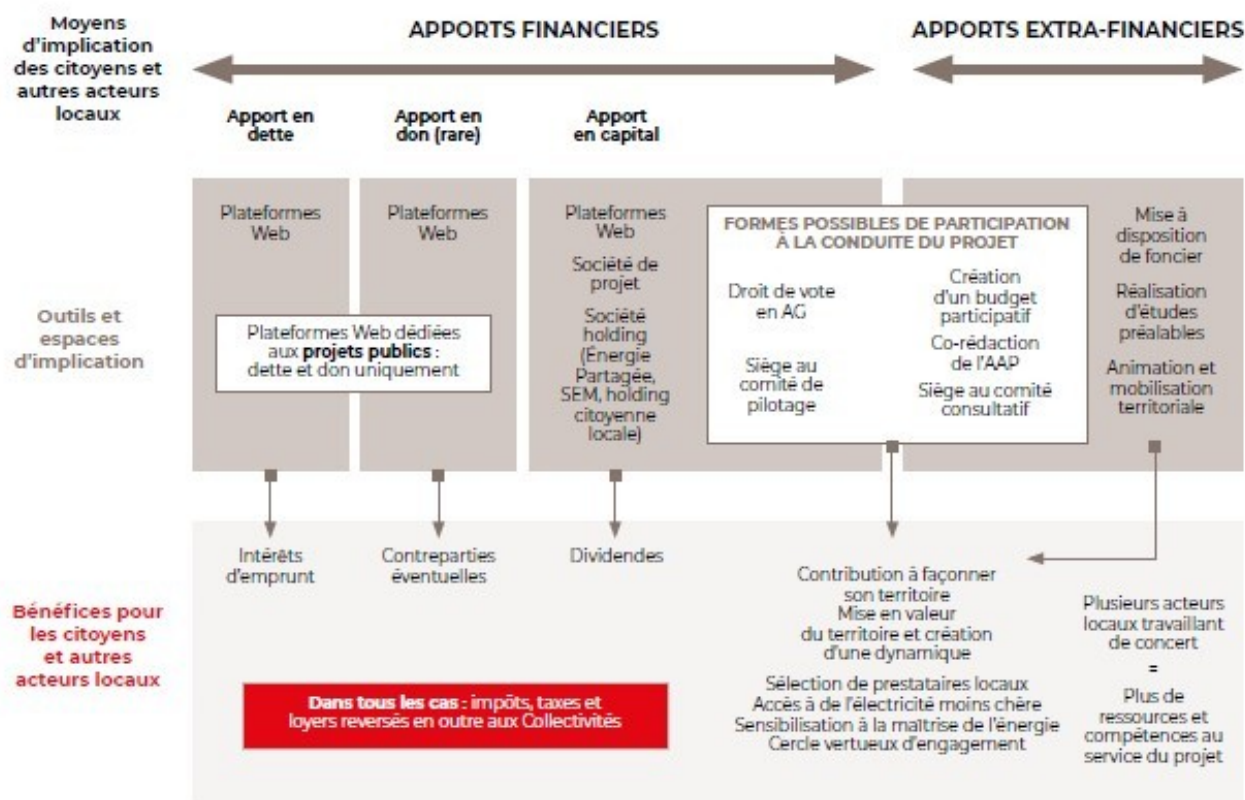 Moyens
d'implication
des citoyens et
autres acteurs
locaux
APPORTS FINANCIERS
APPORTS EXTRA-FINANCIERS
Apport en
dette
Apport en
don (rare)
Apport
en capital
Outils et
espaces
d'implication
Plateformes
Web
Plateformes
Web
Plateformes Web dédiées
aux projets publics :
dette et don uniquement
Plateformes
Web
Société de
projet
Société
holding
(Énergie
Partagée,
SEM, holding
citoyenne
locale)
FORMES POSSIBLES DE PARTICIPATION
À LA CONDUITE DU PROJET
Droit de vote
en AG
Siège au
comité de
pilotage
Création
d'un budget
participatif
Co-rédaction
de l'AAP
Siège au comité
consultatif
Mise à
disposition
de foncier
Réalisation
d'études
préalables
Animation et
mobilisation
territoriale
Bénéfices pour
les citoyens
et autres
acteurs locaux
Intérêts
d'emprunt
Contreparties
éventuelles
Dividendes
Dans tous les cas : impôts, taxes et
loyers reversés en outre aux Collectivités
Contribution à façonner
son territoire
Mise en valeur
du territoire et création
d'une dynamique
Sélection de prestataires locaux
Accès à de l'électricité moins chère
Sensibilisation à la maîtrise de l'énergie
Cercle vertueux d'engagement
Plusieurs acteurs
locaux travaillant
de concert
=
Plus de
ressources et
compétences au
service du projet